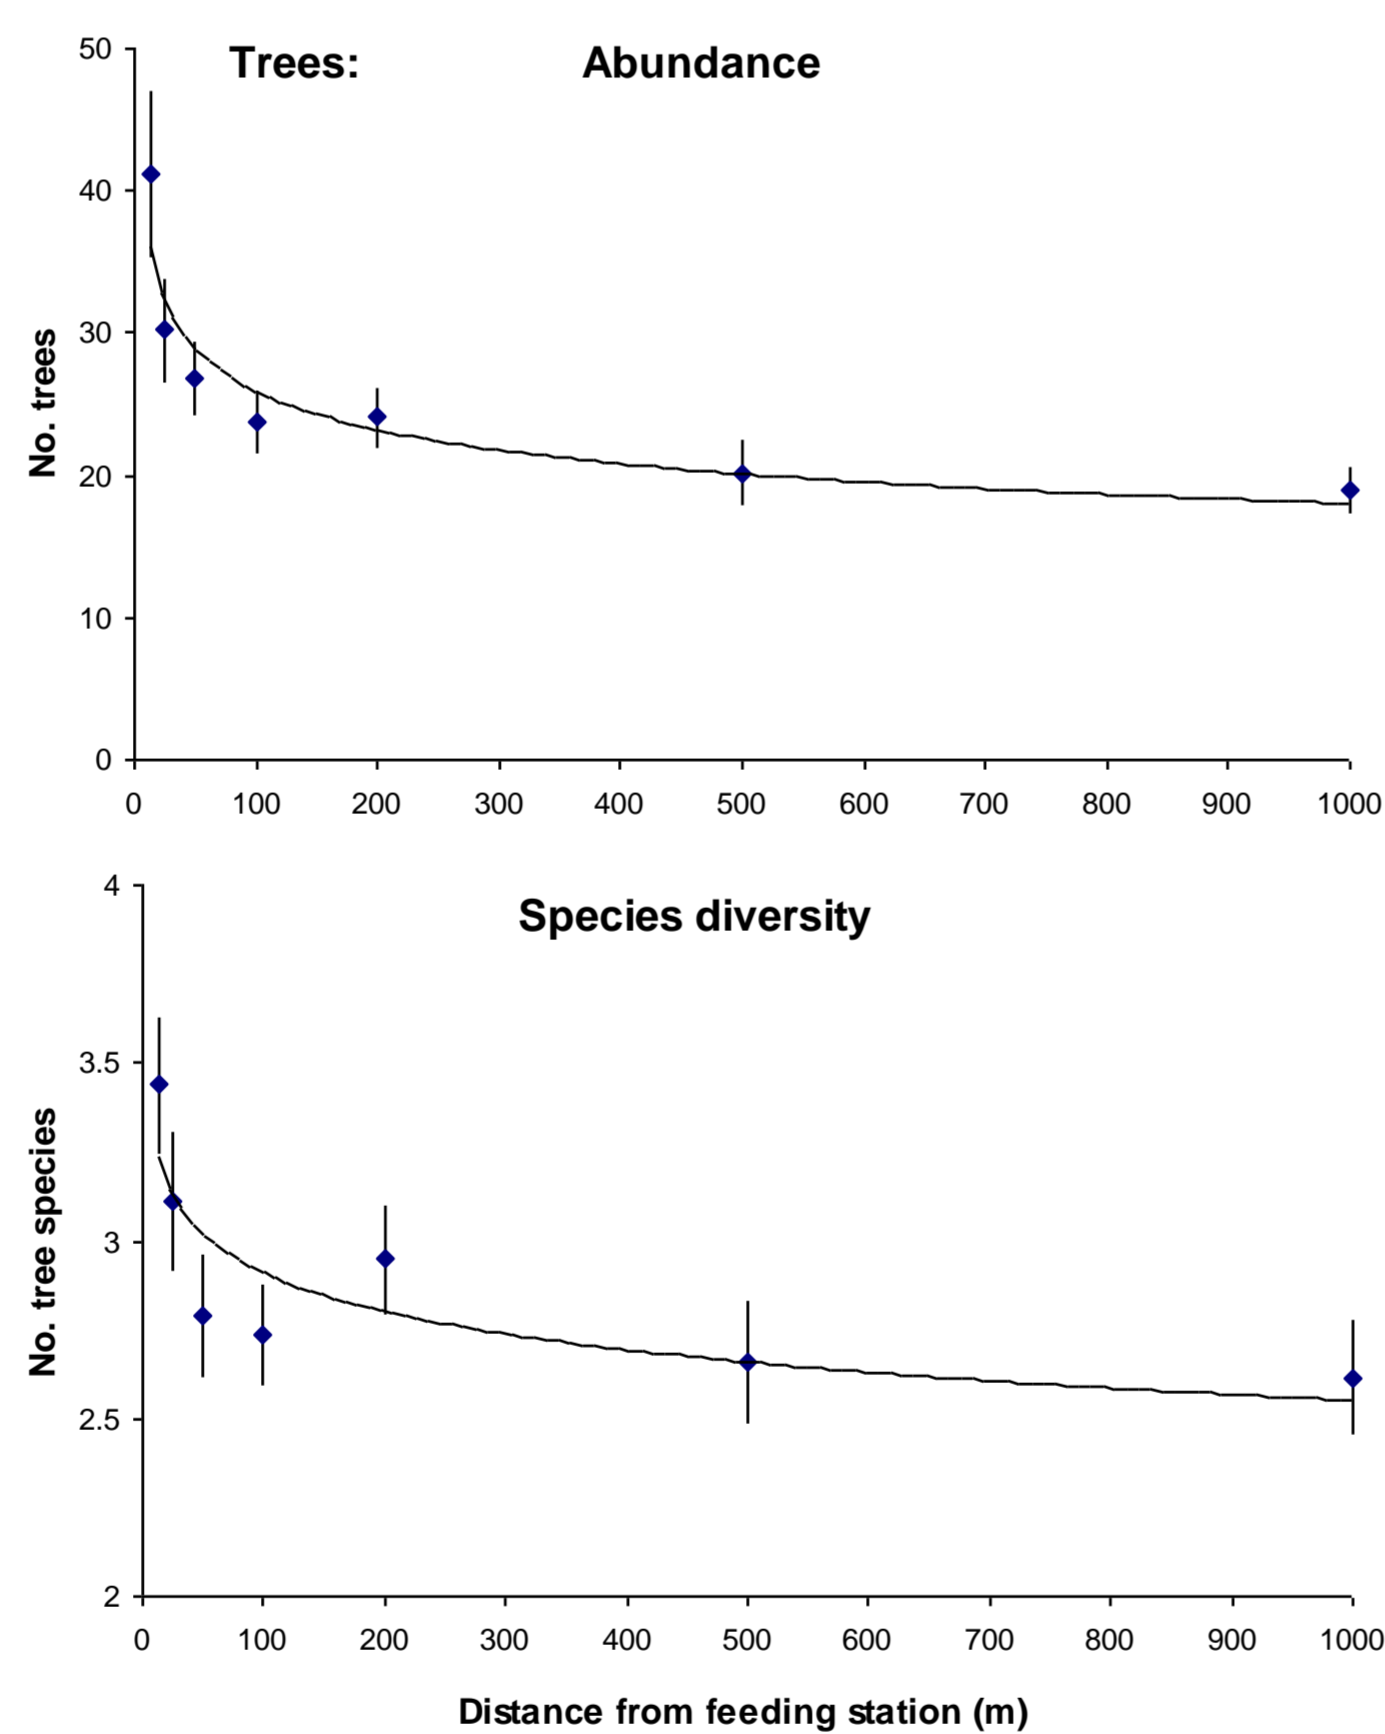 Trees: Abundance
50
40
30
20
10
0
No. trees
0 100 200 300 400 500 600 700 800 900 1000
Species diversity
4
3.5
3
2.5
2
No. tree species
0 100 200 300 400 500 600 700 800 900 1000
Distance from feeding station (m)